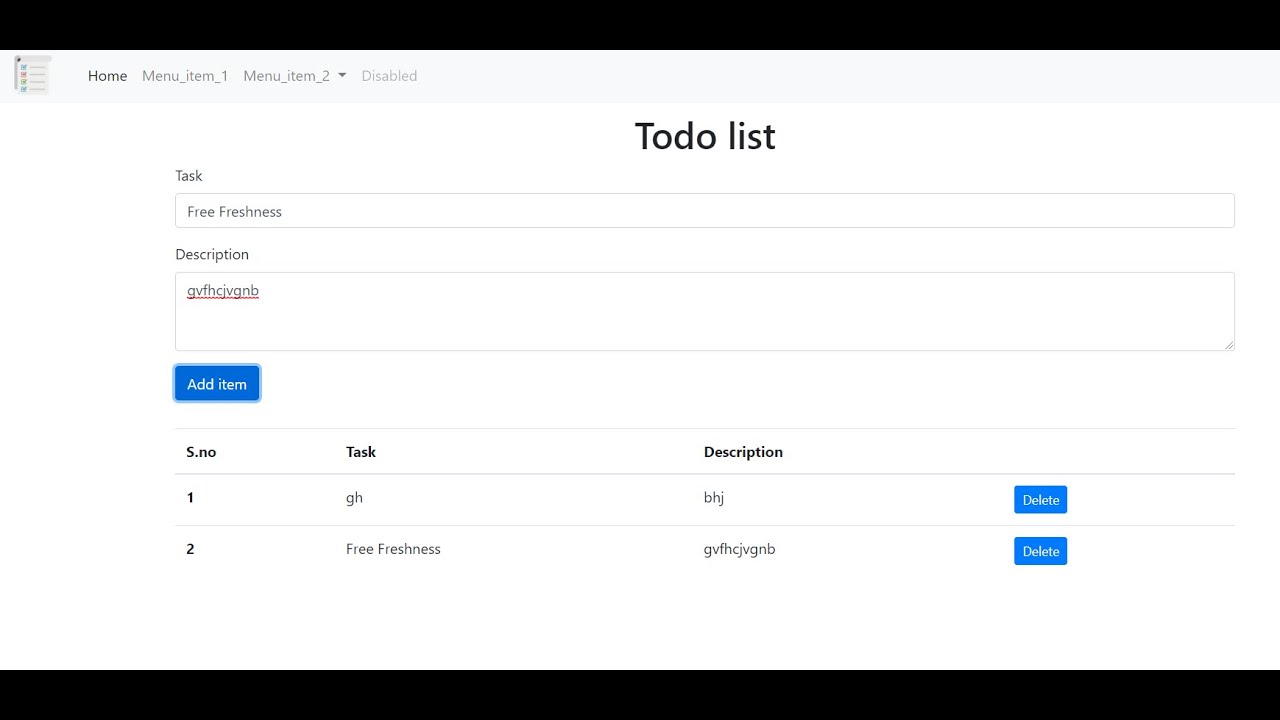 Home Menu_item_1 Menu_item_2 Disabled
Todo list
Task
Free Freshness
Description
gvfhcjvgnb
Add item
S.no Task Description
1 gh bhj Delete
2 Free Freshness gvfhcjvgnb Delete